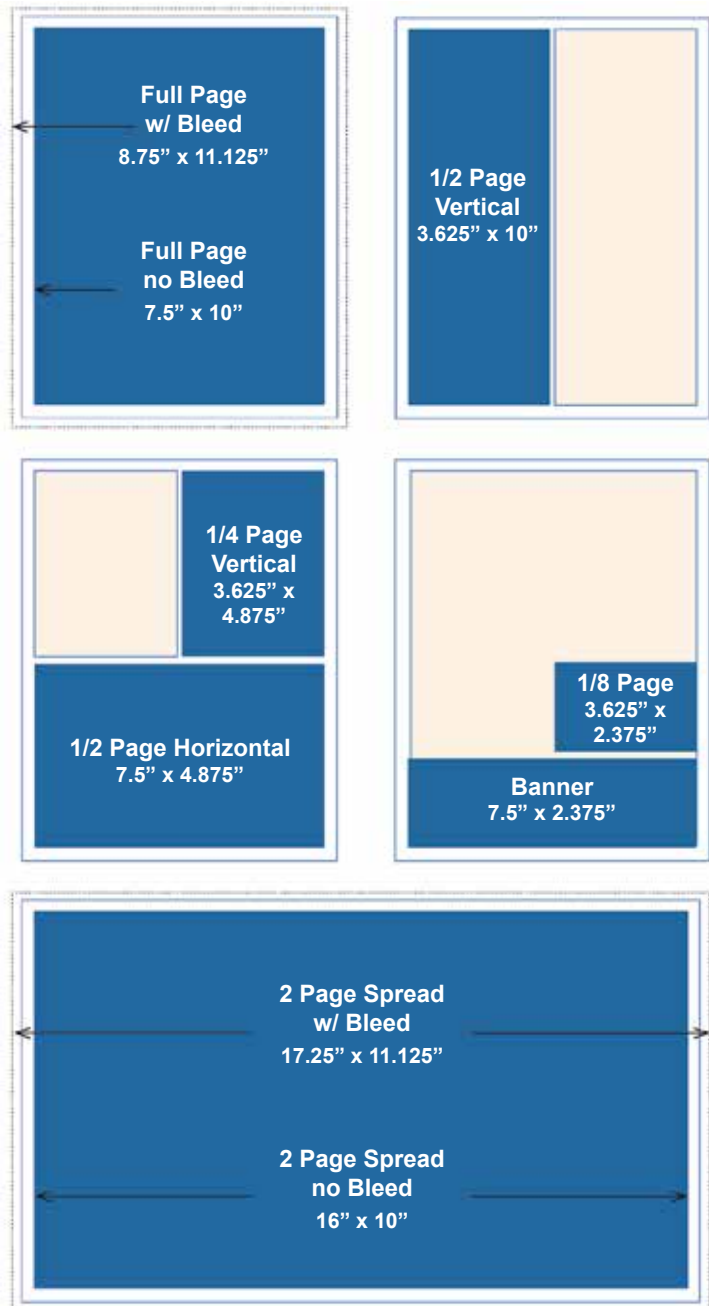 Full Page
w/ Bleed
8.75” x 11.125”
Full Page
no Bleed
7.5” x 10”
1/2 Page
Vertical
3.625” x 10”
1/4 Page
Vertical
3.625” x
4.875”
1/2 Page Horizontal
7.5” x 4.875”
1/8 Page
3.625” x
2.375”
Banner
7.5” x 2.375”
2 Page Spread
w/ Bleed
17.25” x 11.125”
2 Page Spread
no Bleed
16” x 10”